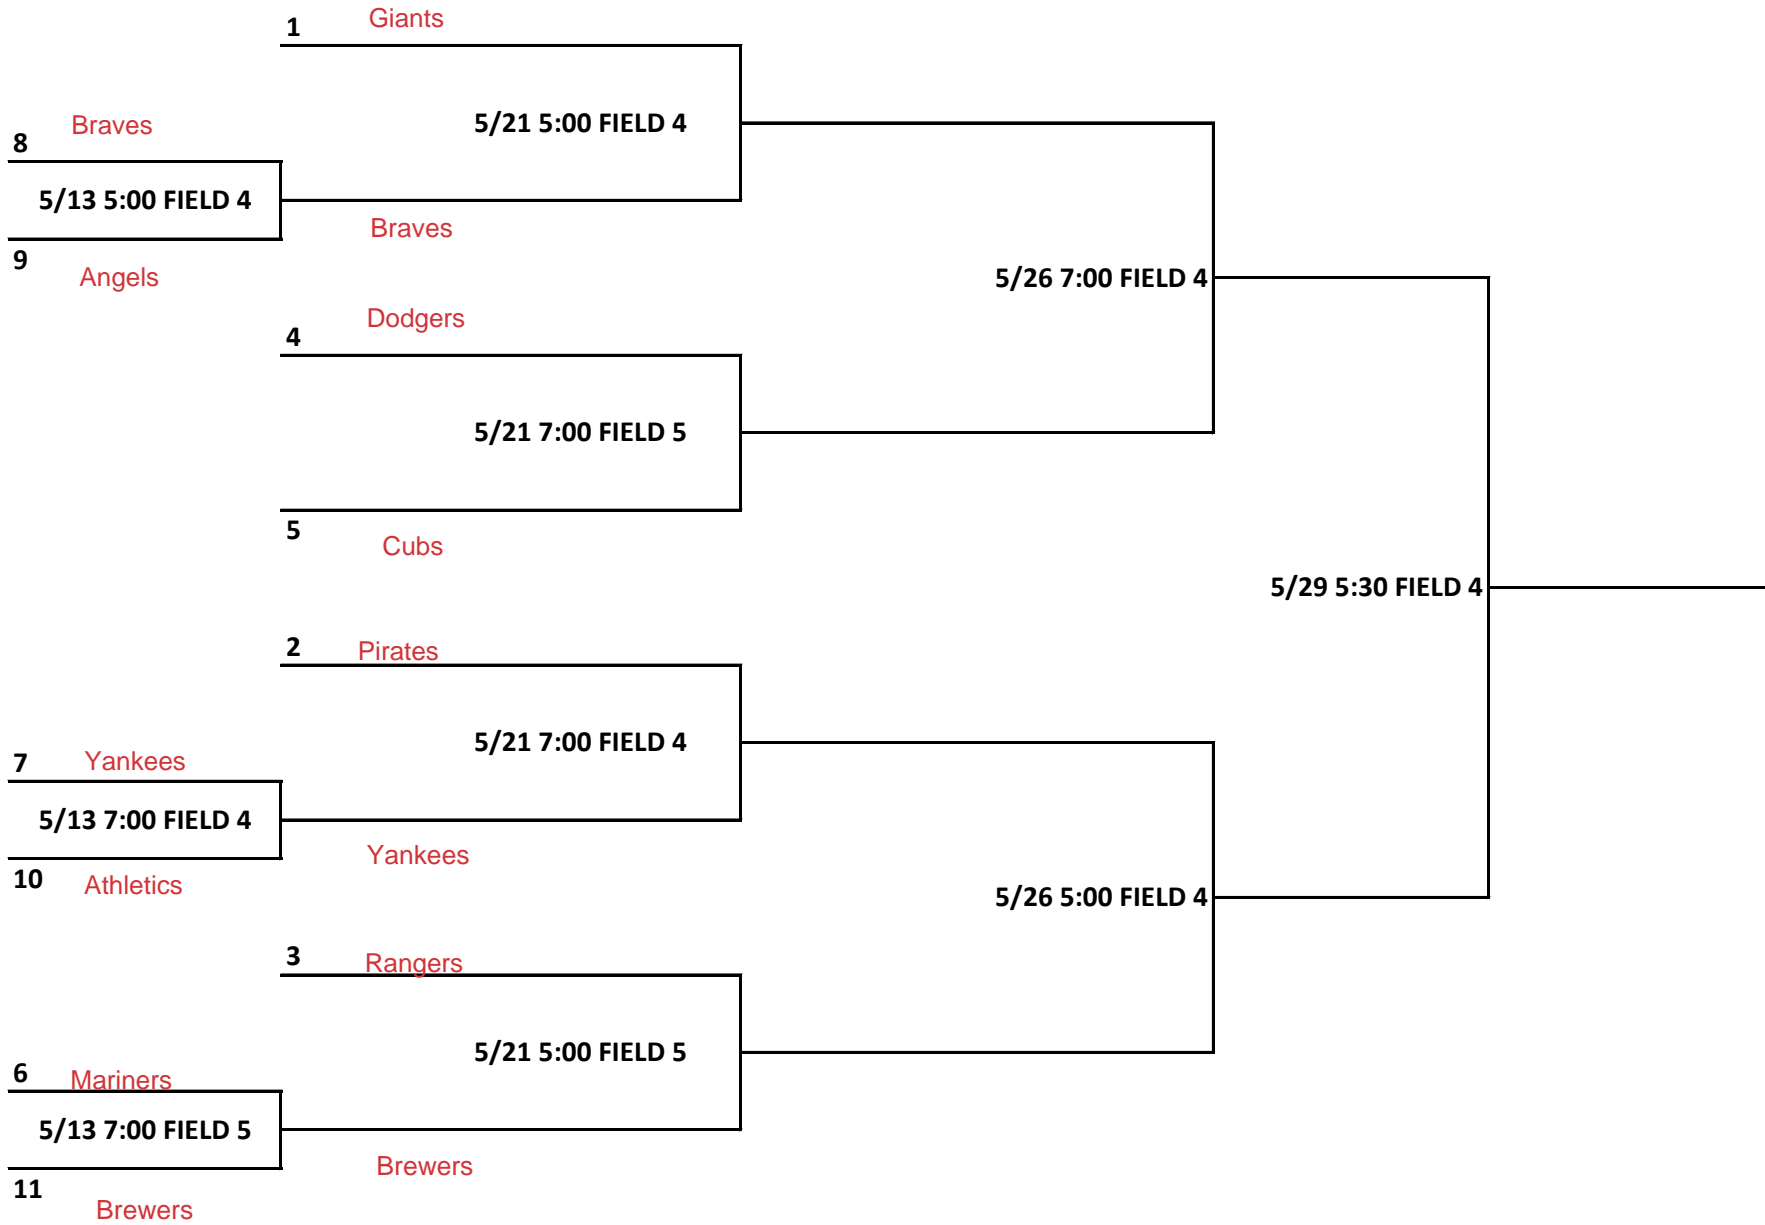 1 Giants
5/21 5:00 FIELD 4
8 Braves
5/13 5:00 FIELD 4
Braves
9 Angels
5/26 7:00 FIELD 4
4 Dodgers
5/21 7:00 FIELD 5
5 Cubs
5/29 5:30 FIELD 4
2 Pirates
5/21 7:00 FIELD 4
7 Yankees
5/13 7:00 FIELD 4
Yankees
10 Athletics
5/26 5:00 FIELD 4
3 Rangers
5/21 5:00 FIELD 5
6 Mariners
5/13 7:00 FIELD 5
Brewers
11 Brewers